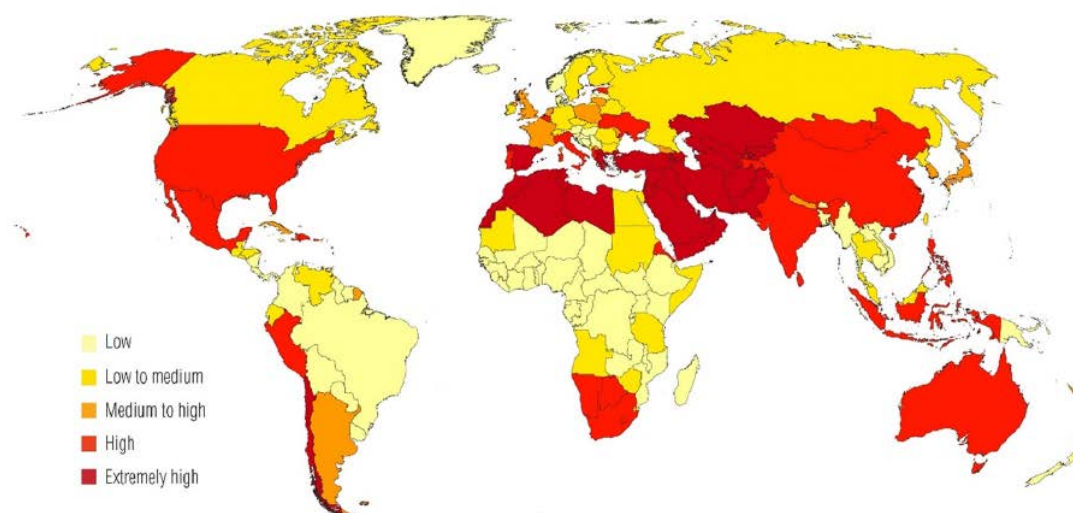 Low
Low to medium
Medium to high
High
Extremely high